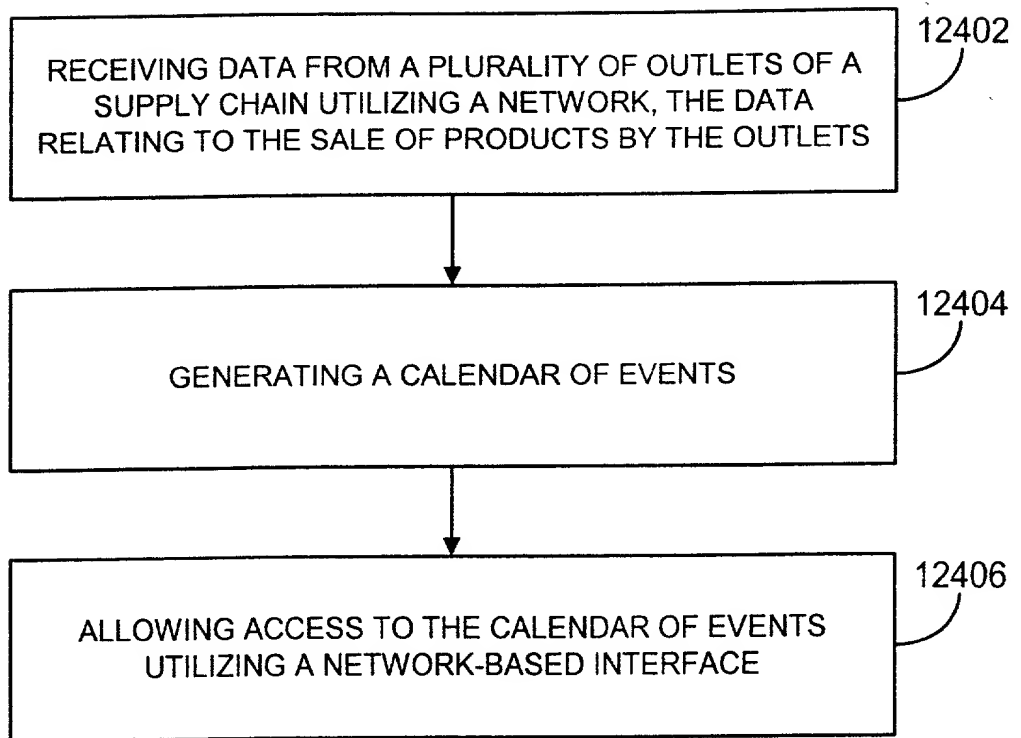 12402
RECEIVING DATA FROM A PLURALITY OF OUTLETS OF A
SUPPLY CHAIN UTILIZING A NETWORK, THE DATA
RELATING TO THE SALE OF PRODUCTS BY THE OUTLETS
12404
GENERATING A CALENDAR OF EVENTS
12406
ALLOWING ACCESS TO THE CALENDAR OF EVENTS
UTILIZING A NETWORK-BASED INTERFACE